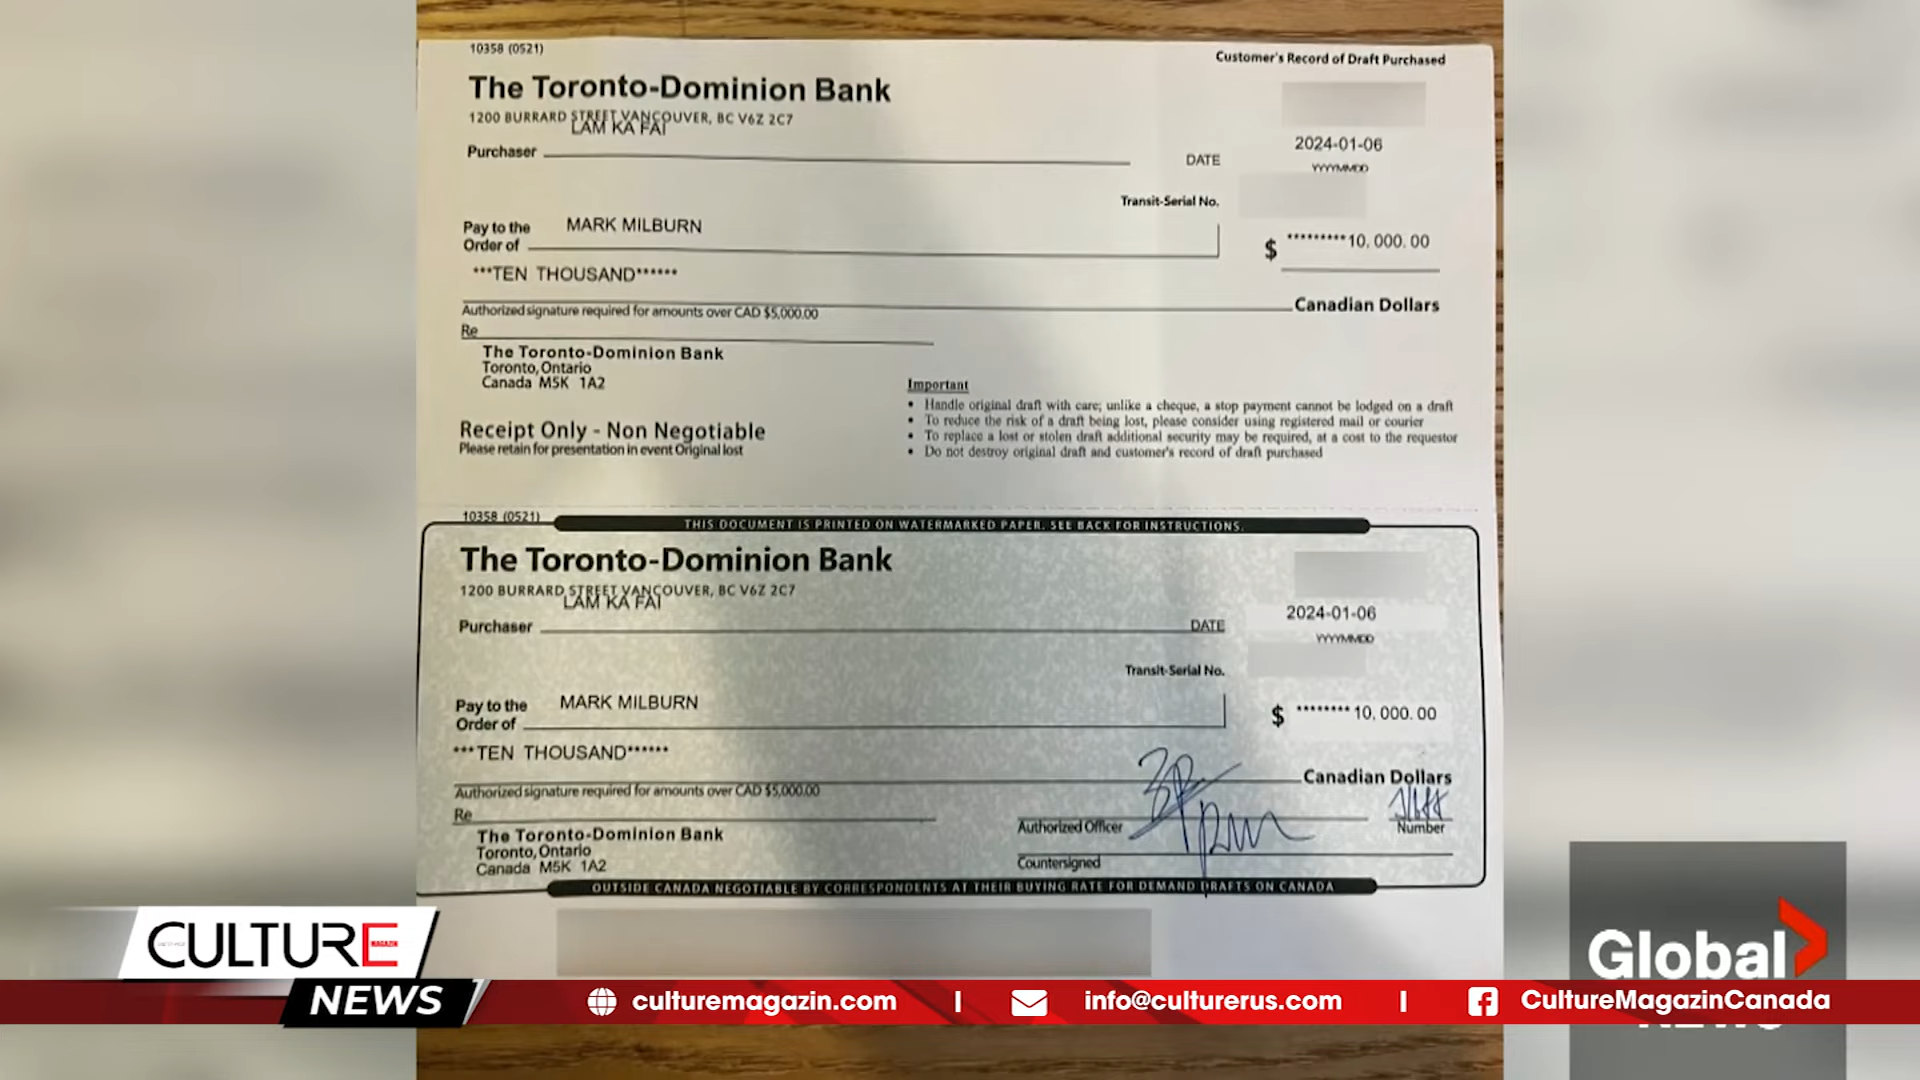 10358 (0521)
Customer's Record of Draft Purchased
The Toronto-Dominion Bank
1200 BURRARD STREET VANCOUVER, BC V6Z 2C7
LAM KA FAI
Purchaser
DATE
2024-01-06
YYYYMMDD
Transit-Serial No.
Pay to the
Order of
MARK MILBURN
$ *********10,000.00
***TEN THOUSAND******
Canadian Dollars
Authorized signature required for amounts over CAD $5,000.00
Re
The Toronto-Dominion Bank
Toronto, Ontario
Canada M5K 1A2
Receipt Only - Non Negotiable
Please retain for presentation in event Original lost
Important
• Handle original draft with care; unlike a cheque, a stop payment cannot be lodged on a draft
• To reduce the risk of a draft being lost, please consider using registered mail or courier
• To replace a lost or stolen draft additional security may be required, at a cost to the requestor
• Do not destroy original draft and customer's record of draft purchased
10358 (0521)
THIS DOCUMENT IS PRINTED ON WATERMARKED PAPER. SEE BACK FOR INSTRUCTIONS.
The Toronto-Dominion Bank
1200 BURRARD STREET VANCOUVER, BC V6Z 2C7
LAM KA FAI
Purchaser
DATE
2024-01-06
YYYYMMDD
Transit-Serial No.
Pay to the
Order of
MARK MILBURN
$ ********10,000.00
***TEN THOUSAND******
Canadian Dollars
Authorized signature required for amounts over CAD $5,000.00
Re
The Toronto-Dominion Bank
Toronto, Ontario
Canada M5K 1A2
Authorized Officer
Number
Countersigned
OUTSIDE CANADA NEGOTIABLE BY CORRESPONDENTS AT THEIR BUYING RATE FOR DEMAND DRAFTS ON CANADA
CULTURE
NEWS
culturemagazin.com | info@culturerus.com | CultureMagazinCanada
Global
NEWS